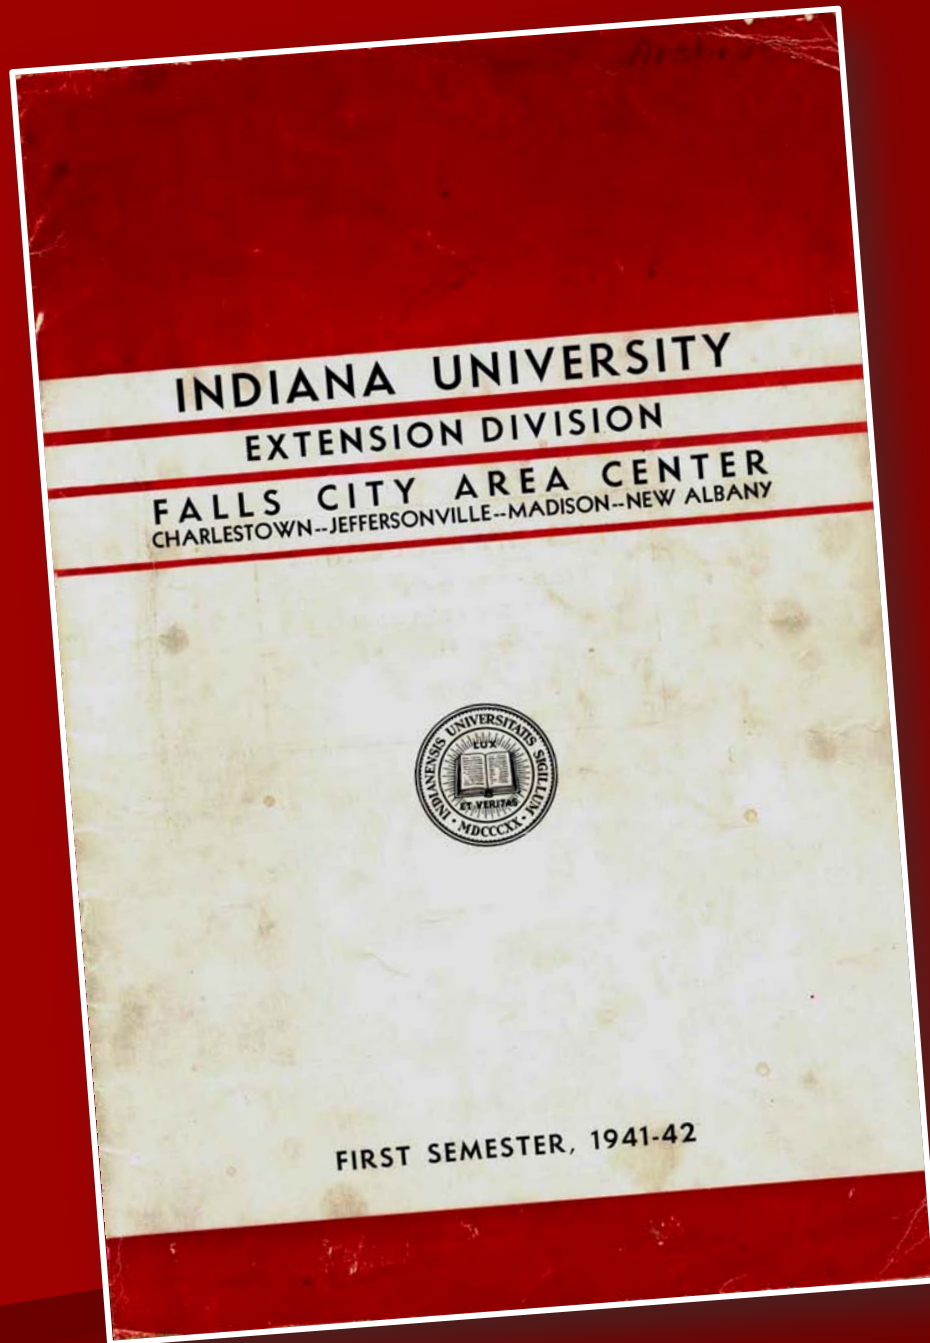 INDIANA UNIVERSITY
EXTENSION DIVISION
FALLS CITY AREA CENTER
CHARLESTOWN--JEFFERSONVILLE--MADISON--NEW ALBANY
INDIANENSIS UNIVERSITATIS SIGILLUM
LUX
ET VERITAS
· MDCCCXX ·
FIRST SEMESTER, 1941-42